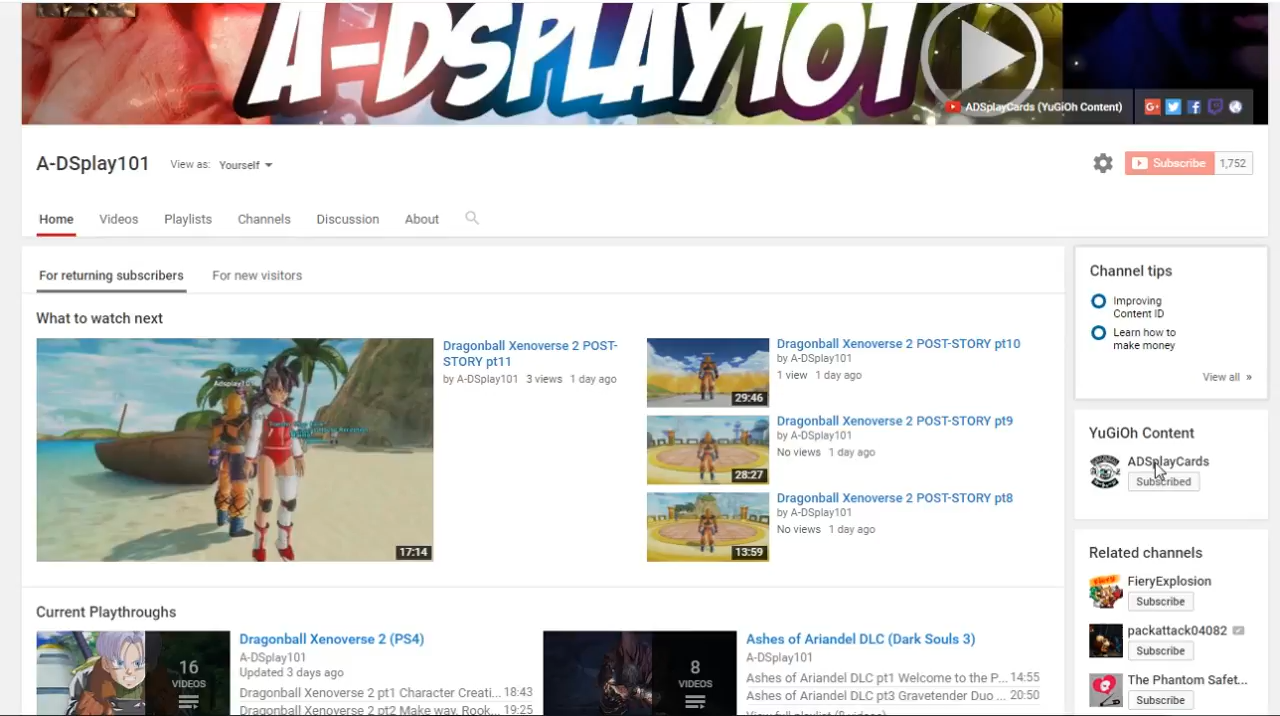 A-DSPLAY101
ADSplayCards (YuGiOh Content)
A-DSplay101
View as: Yourself
Subscribe 1,752
Home Videos Playlists Channels Discussion About
For returning subscribers For new visitors
What to watch next
17:14
Dragonball Xenoverse 2 POST-
STORY pt11
by A-DSplay101 3 views 1 day ago
29:46
Dragonball Xenoverse 2 POST-STORY pt10
by A-DSplay101
1 view 1 day ago
28:27
Dragonball Xenoverse 2 POST-STORY pt9
by A-DSplay101
No views 1 day ago
13:59
Dragonball Xenoverse 2 POST-STORY pt8
by A-DSplay101
No views 1 day ago
Current Playthroughs
16
VIDEOS
Dragonball Xenoverse 2 (PS4)
A-DSplay101
Updated 3 days ago
Dragonball Xenoverse 2 pt1 Character Creati... 18:43
Dragonball Xenoverse 2 pt2 Make way, Rook... 19:25
8
VIDEOS
Ashes of Ariandel DLC (Dark Souls 3)
A-DSplay101
Ashes of Ariandel DLC pt1 Welcome to the P... 14:55
Ashes of Ariandel DLC pt3 Gravetender Duo ... 20:50
View full playlist (8 videos)
Channel tips
Improving
Content ID
Learn how to
make money
View all »
YuGiOh Content
ADSplayCards
Subscribed
Related channels
FieryExplosion
Subscribe
packattack04082
Subscribe
The Phantom Safet...
Subscribe